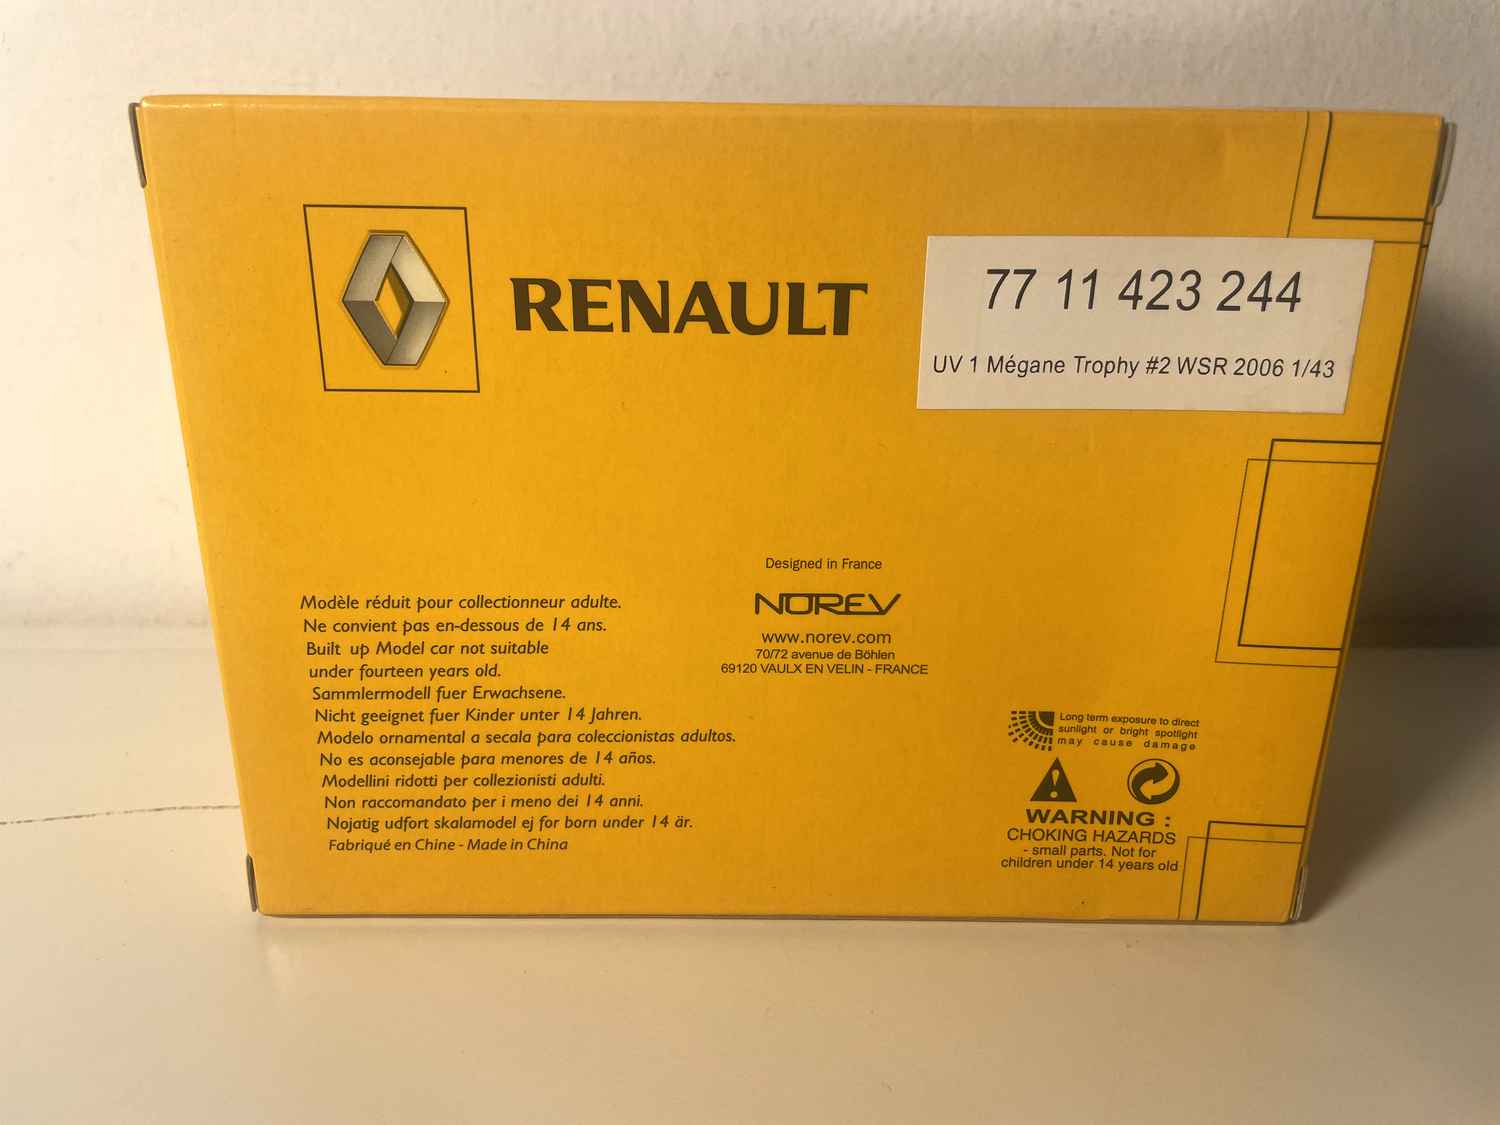 RENAULT
77 11 423 244
UV 1 Mégane Trophy #2 WSR 2006 1/43
Designed in France
NOREV
www.norev.com
70/72 avenue de Böhlen
69120 VAULX EN VELIN - FRANCE
Modèle réduit pour collectionneur adulte.
Ne convient pas en-dessous de 14 ans.
Built up Model car not suitable
under fourteen years old.
Sammlermodell fuer Erwachsene.
Nicht geeignet fuer Kinder unter 14 Jahren.
Modelo ornamental a secala para coleccionistas adultos.
No es aconsejable para menores de 14 años.
Modellini ridotti per collezionisti adulti.
Non raccomandato per i meno dei 14 anni.
Nojatig udfort skalamodel ej for born under 14 är.
Fabriqué en Chine - Made in China
Long term exposure to direct
sunlight or bright spotlight
may cause damage
WARNING :
CHOKING HAZARDS
- small parts. Not for
children under 14 years old